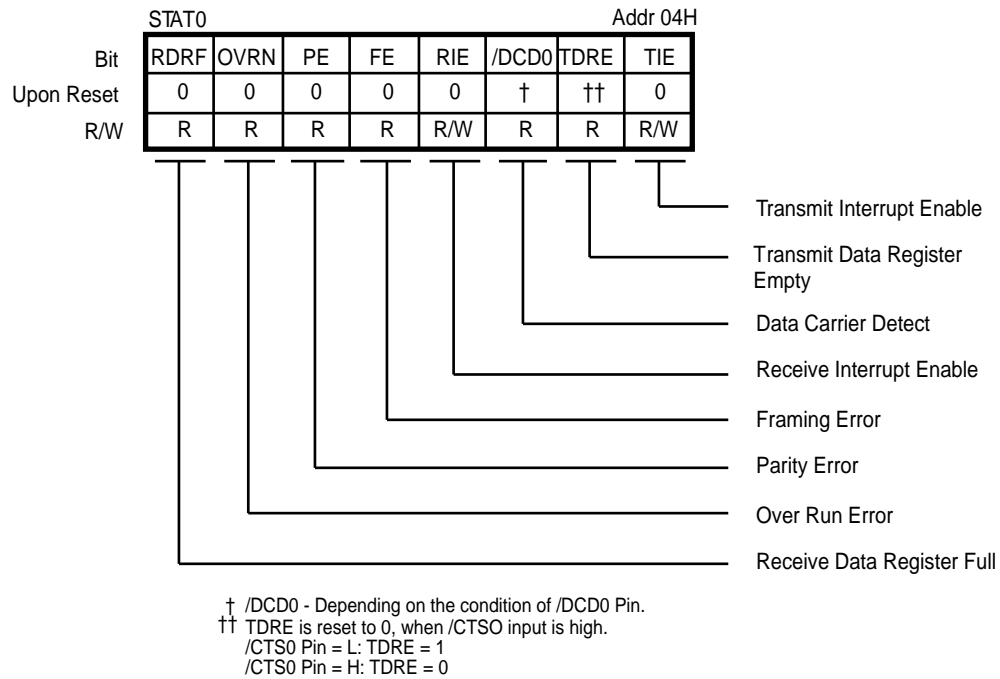 STAT0 Addr 04H
Bit RDRF OVRN PE FE RIE /DCD0 TDRE TIE
Upon Reset 0 0 0 0 0 † †† 0
R/W R R R R R/W R R R/W
Transmit Interrupt Enable
Transmit Data Register
Empty
Data Carrier Detect
Receive Interrupt Enable
Framing Error
Parity Error
Over Run Error
Receive Data Register Full
† /DCD0 - Depending on the condition of /DCD0 Pin.
†† TDRE is reset to 0, when /CTSO input is high.
/CTS0 Pin = L: TDRE = 1
/CTS0 Pin = H: TDRE = 0